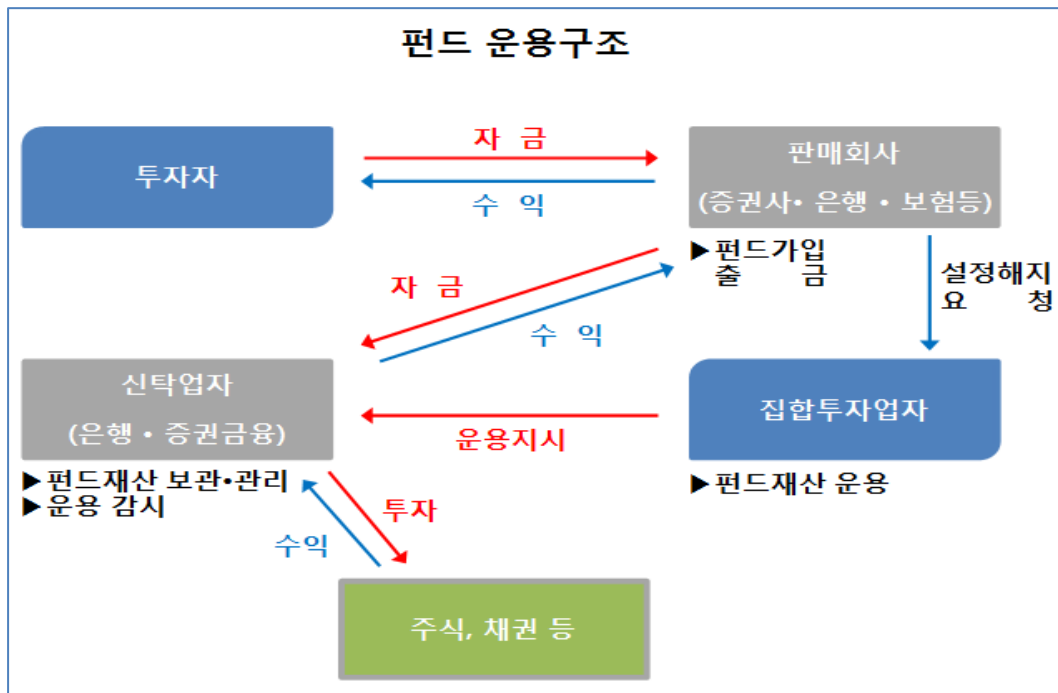 펀드 운용구조
투자자
자 금
수 익
판매회사
(증권사• 은행 • 보험등)
▶펀드가입
출 금
설정해지
요 청
자 금
수 익
신탁업자
(은행 • 증권금융)
▶펀드재산 보관•관리
▶운용 감시
운용지시
집합투자업자
▶펀드재산 운용
투자
수익
주식, 채권 등